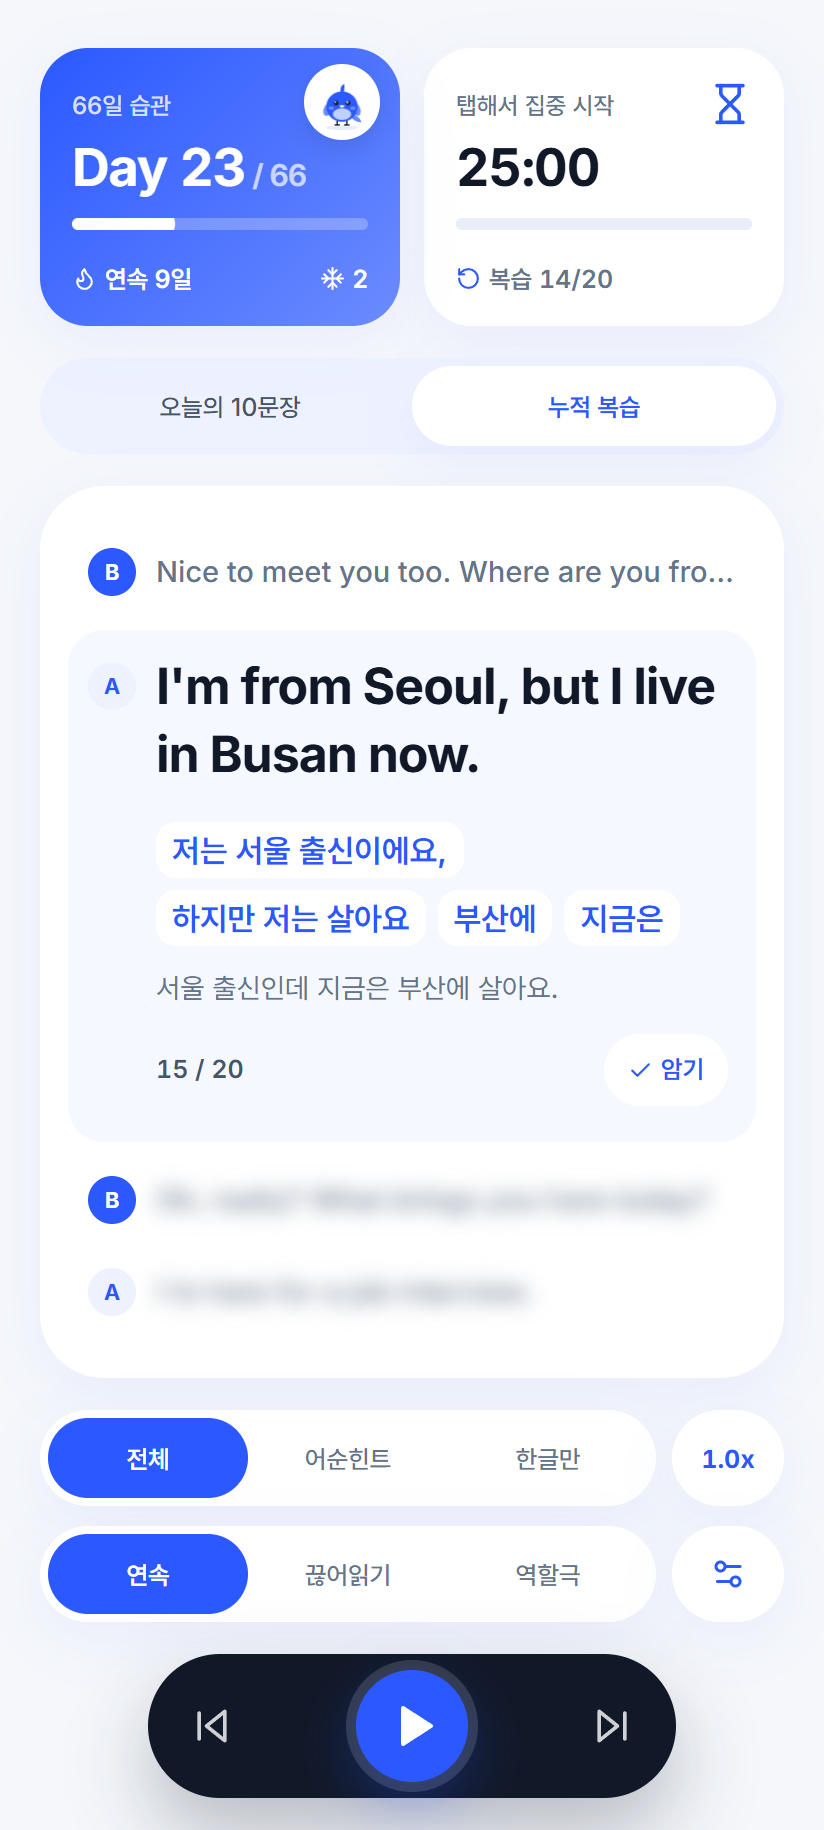 66일 습관
Day 23 / 66
연속 9일
2
탭해서 집중 시작
25:00
복습 14/20
오늘의 10문장
누적 복습
B
Nice to meet you too. Where are you fro...
A
I'm from Seoul, but I live
in Busan now.
저는 서울 출신이에요,
하지만 저는 살아요 부산에 지금은
서울 출신인데 지금은 부산에 살아요.
15 / 20
암기
B
A
전체 어순힌트 한글만
1.0x
연속 끊어읽기 역할극